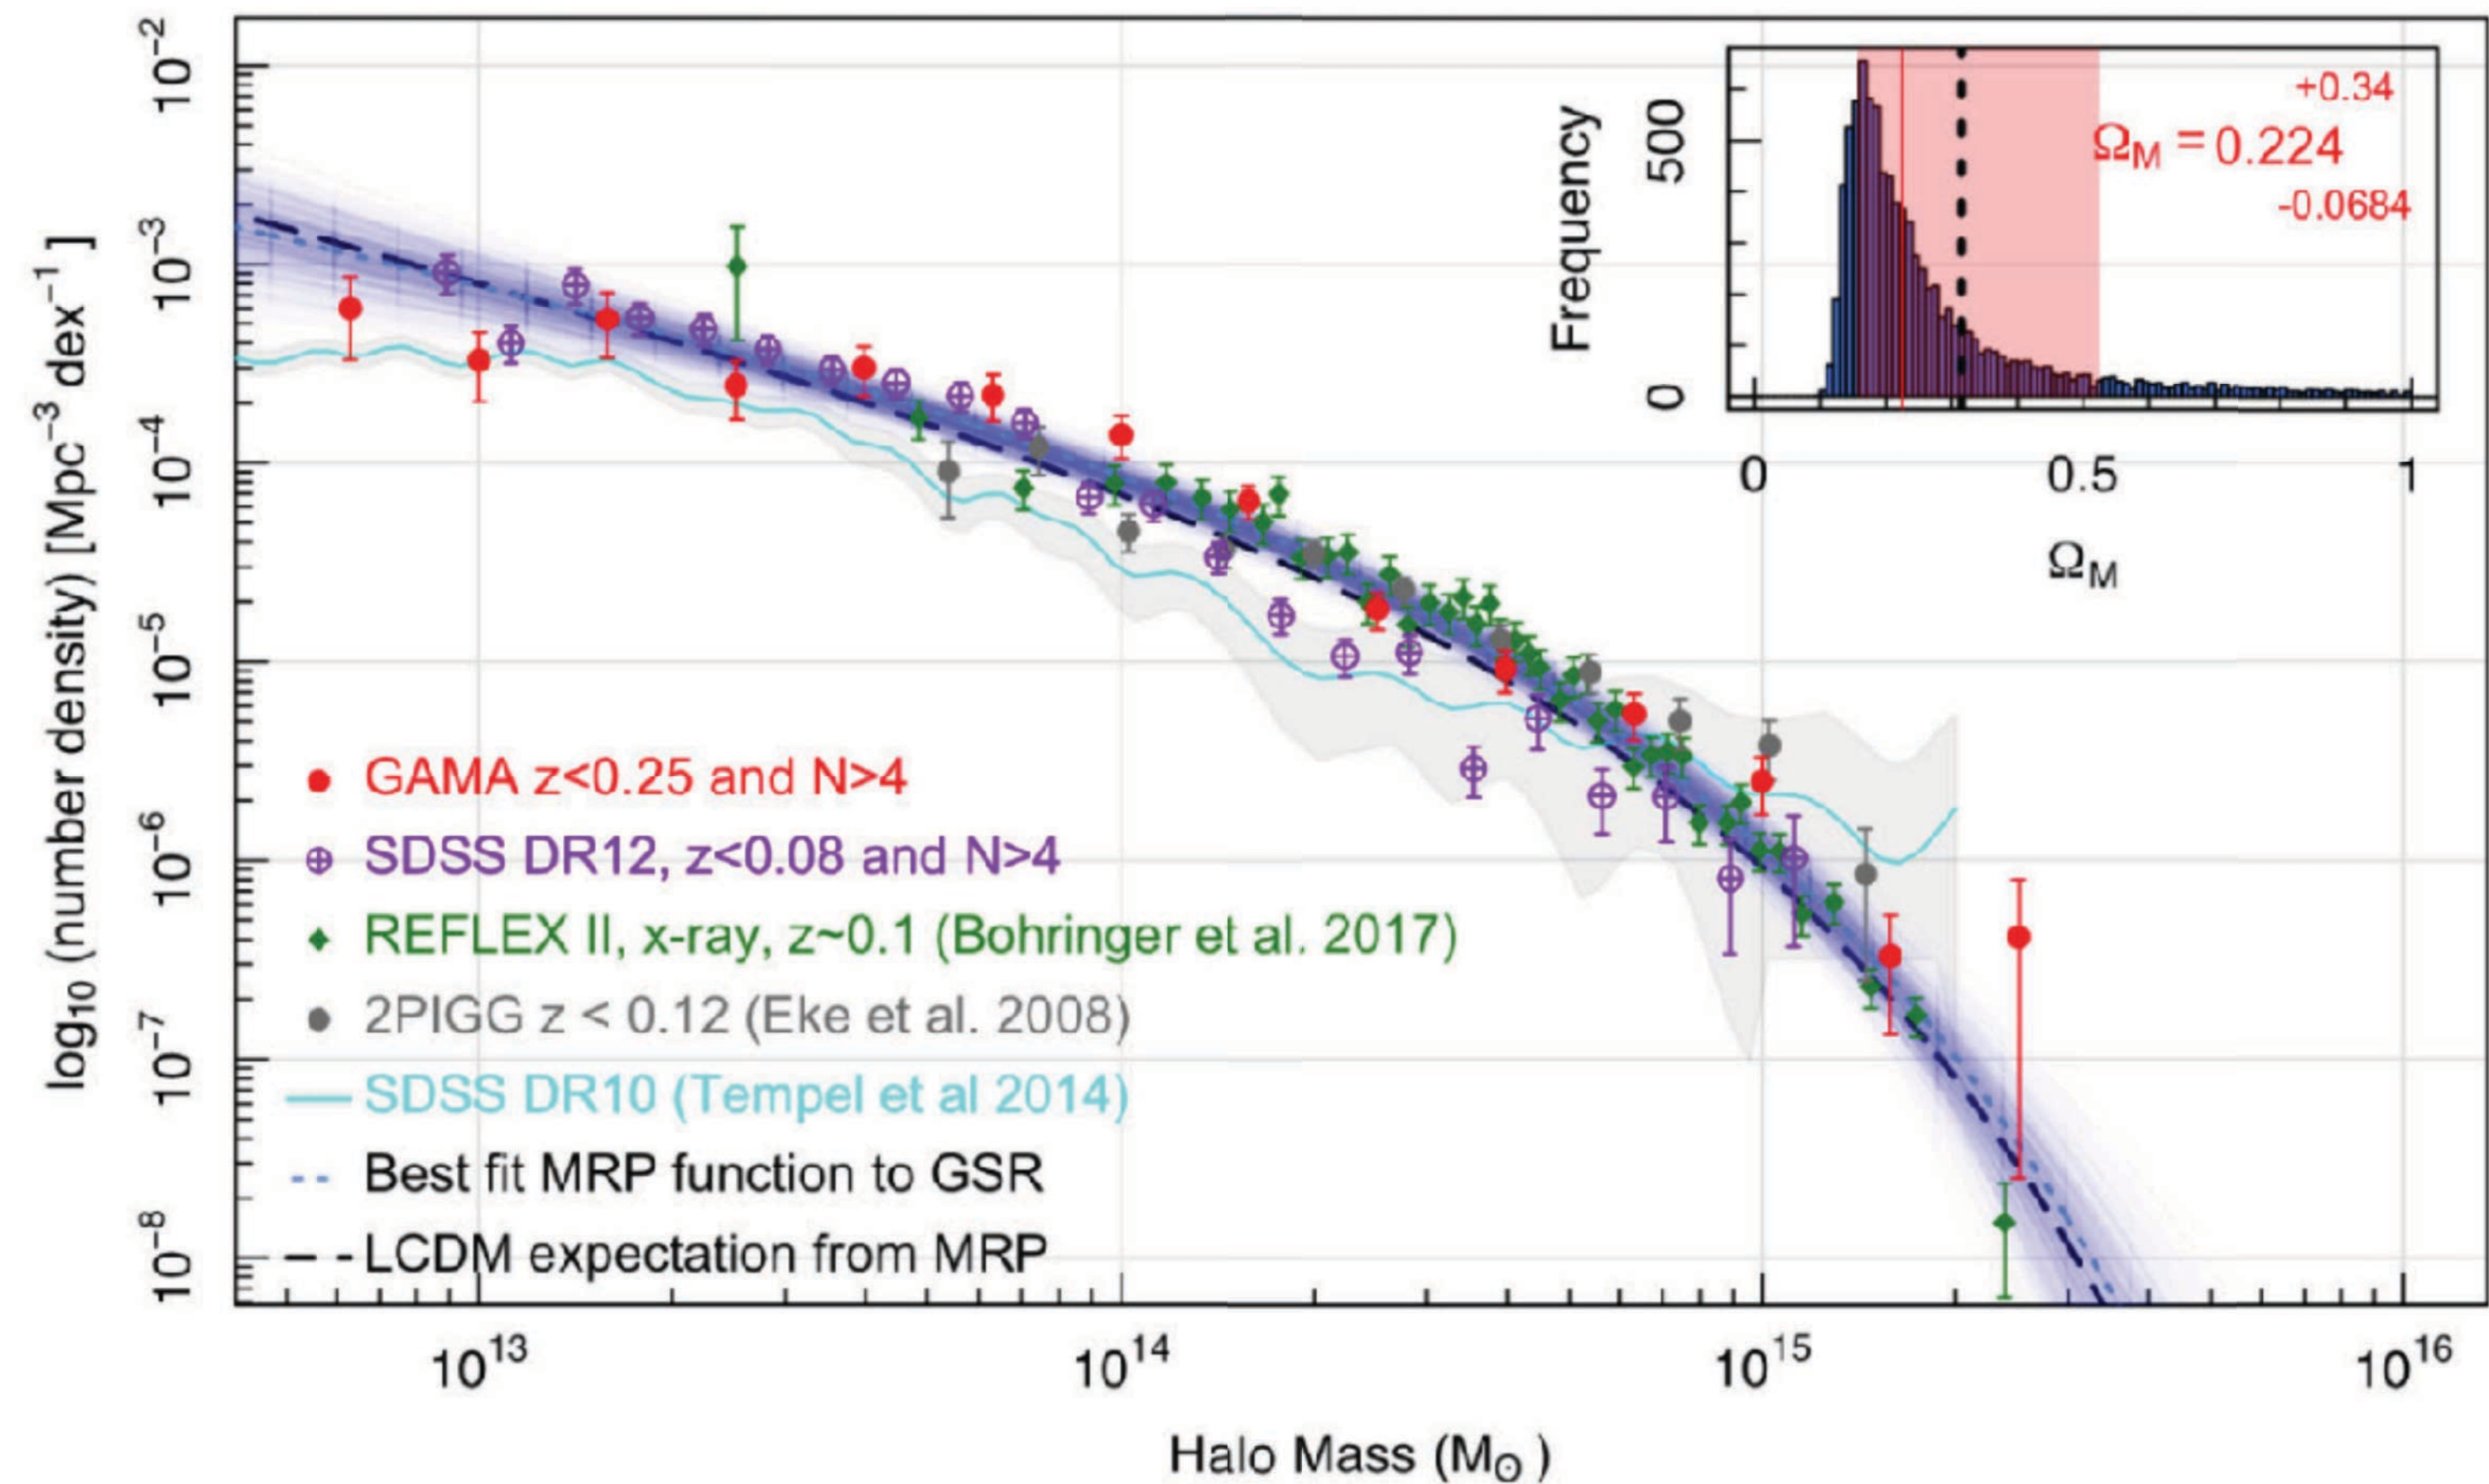 log₁₀ (number density) [Mpc⁻³ dex⁻¹ ]
10⁻²
10⁻³
10⁻⁴
10⁻⁵
10⁻⁶
10⁻⁷
10⁻⁸
Frequency
500
0
+0.34
Ω_M = 0.224
-0.0684
0 0.5 1
Ω_M
GAMA z<0.25 and N>4
SDSS DR12, z<0.08 and N>4
REFLEX II, x-ray, z~0.1 (Bohringer et al. 2017)
2PIGG z < 0.12 (Eke et al. 2008)
SDSS DR10 (Tempel et al 2014)
Best fit MRP function to GSR
LCDM expectation from MRP
10¹³ 10¹⁴ 10¹⁵ 10¹⁶
Halo Mass (M⊙ )